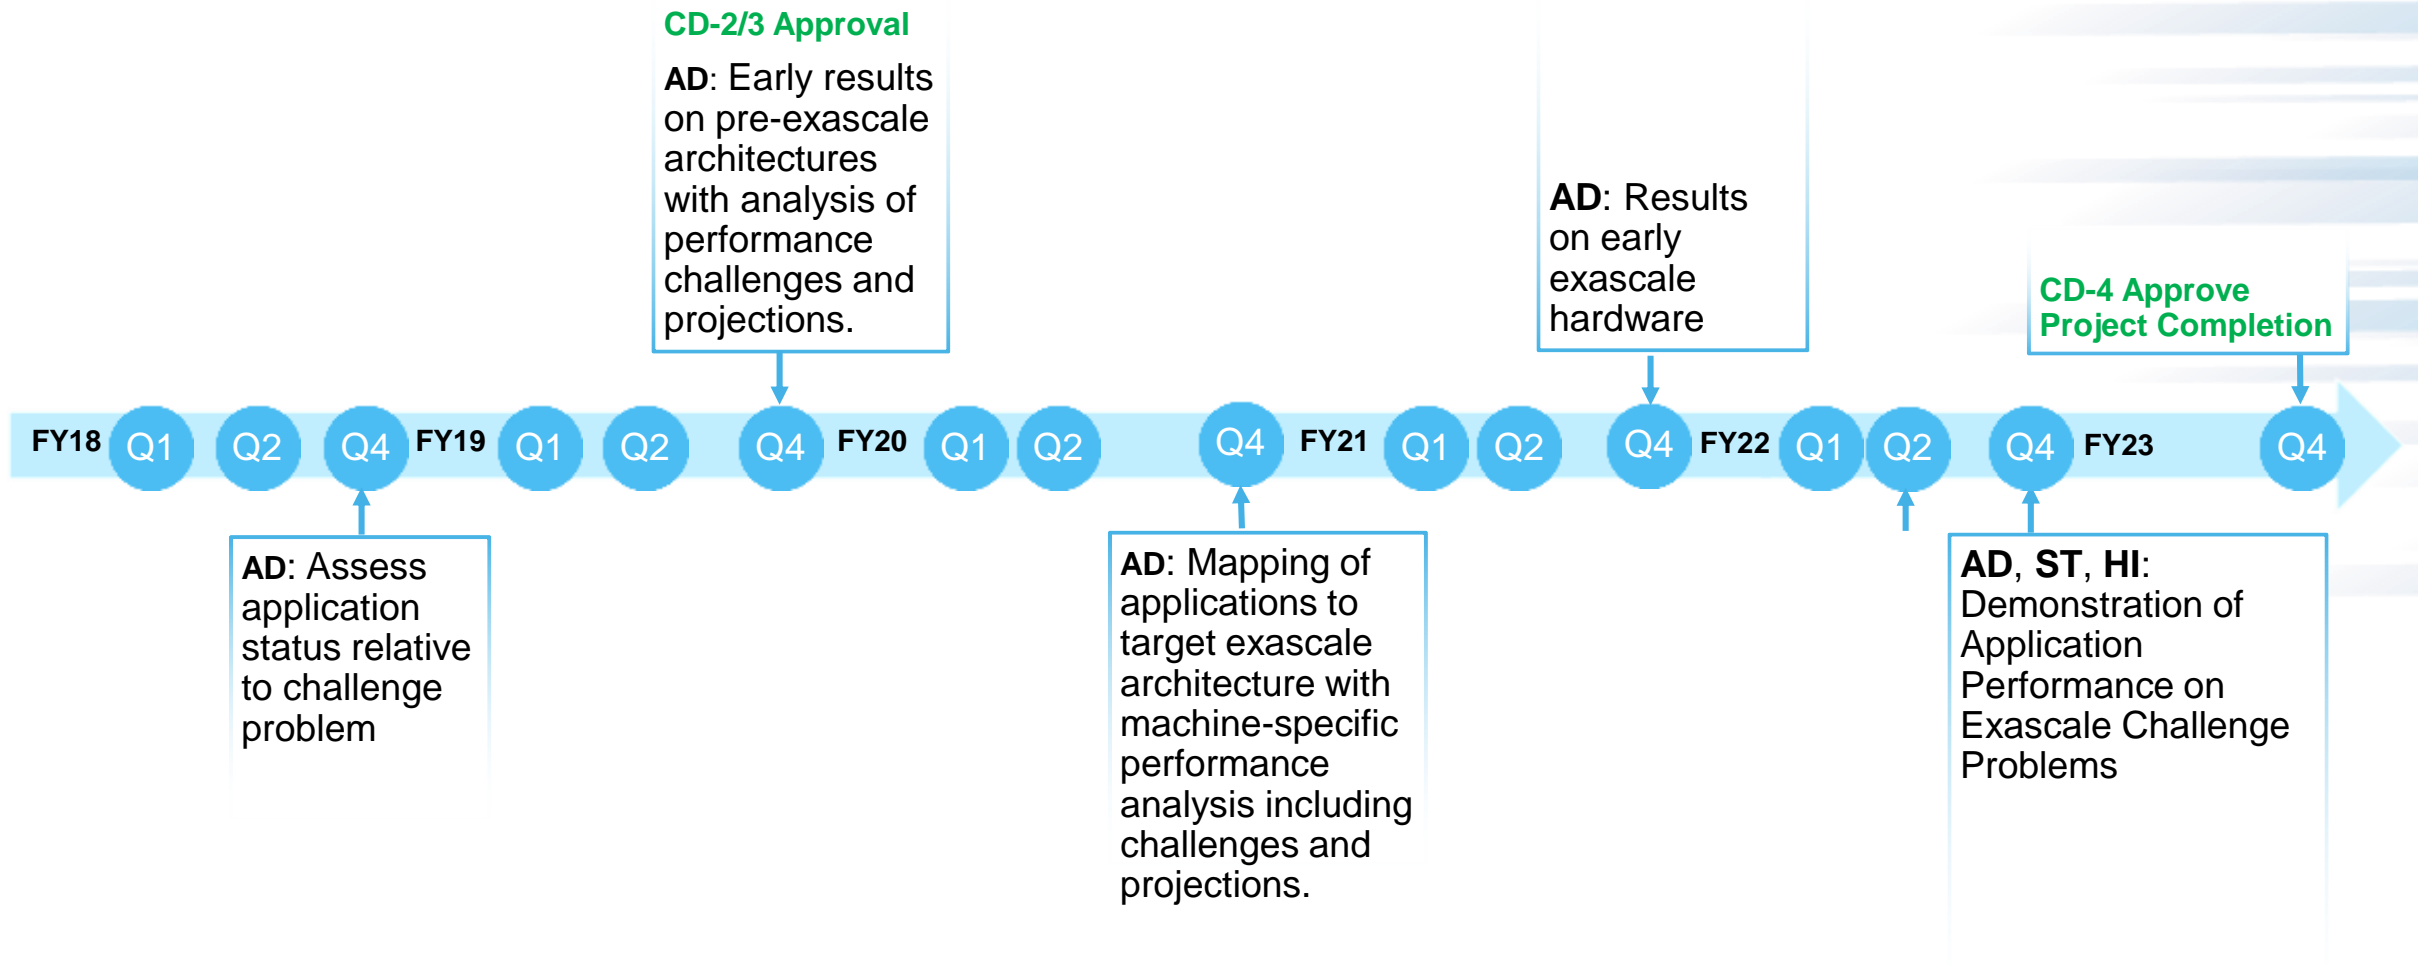 CD-2/3 Approval
AD: Early results
on pre-exascale
architectures
with analysis of
performance
challenges and
projections.
AD: Results
on early
exascale
hardware
CD-4 Approve
Project Completion
FY18 Q1 Q2 Q4 FY19 Q1 Q2 Q4 FY20 Q1 Q2 Q4 FY21 Q1 Q2 Q4 FY22 Q1 Q2 Q4 FY23 Q4
AD: Assess
application
status relative
to challenge
problem
AD: Mapping of
applications to
target exascale
architecture with
machine-specific
performance
analysis including
challenges and
projections.
AD, ST, HI:
Demonstration of
Application
Performance on
Exascale Challenge
Problems